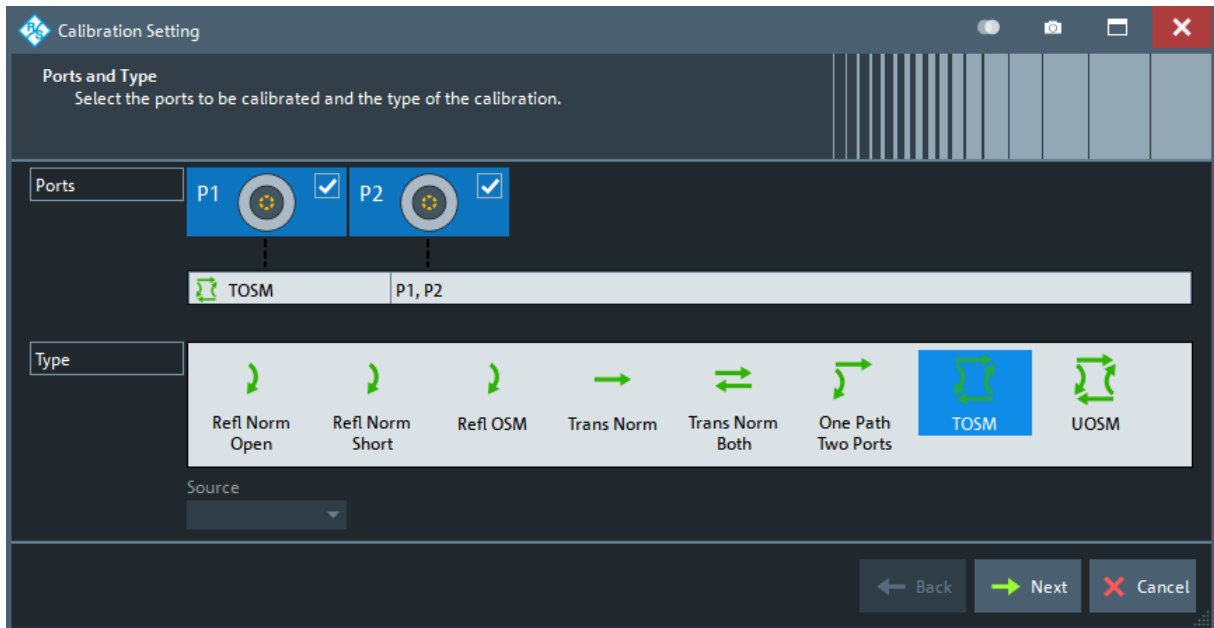 Calibration Setting
Ports and Type
Select the ports to be calibrated and the type of the calibration.
Ports
P1
P2
TOSM
P1, P2
Type
Refl Norm
Open
Refl Norm
Short
Refl OSM
Trans Norm
Trans Norm
Both
One Path
Two Ports
TOSM
UOSM
Source
Back
Next
Cancel